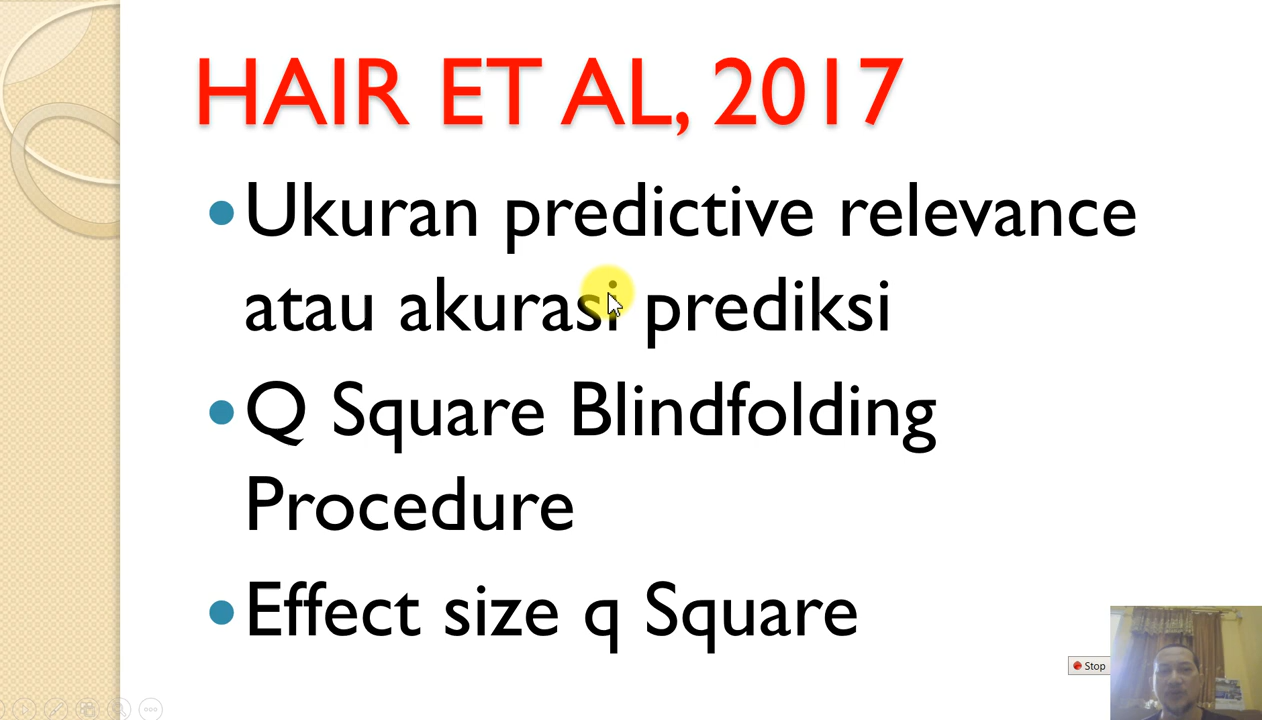 HAIR ET AL, 2017
Ukuran predictive relevance
atau akurasi prediksi
Q Square Blindfolding
Procedure
Effect size q Square
Stop